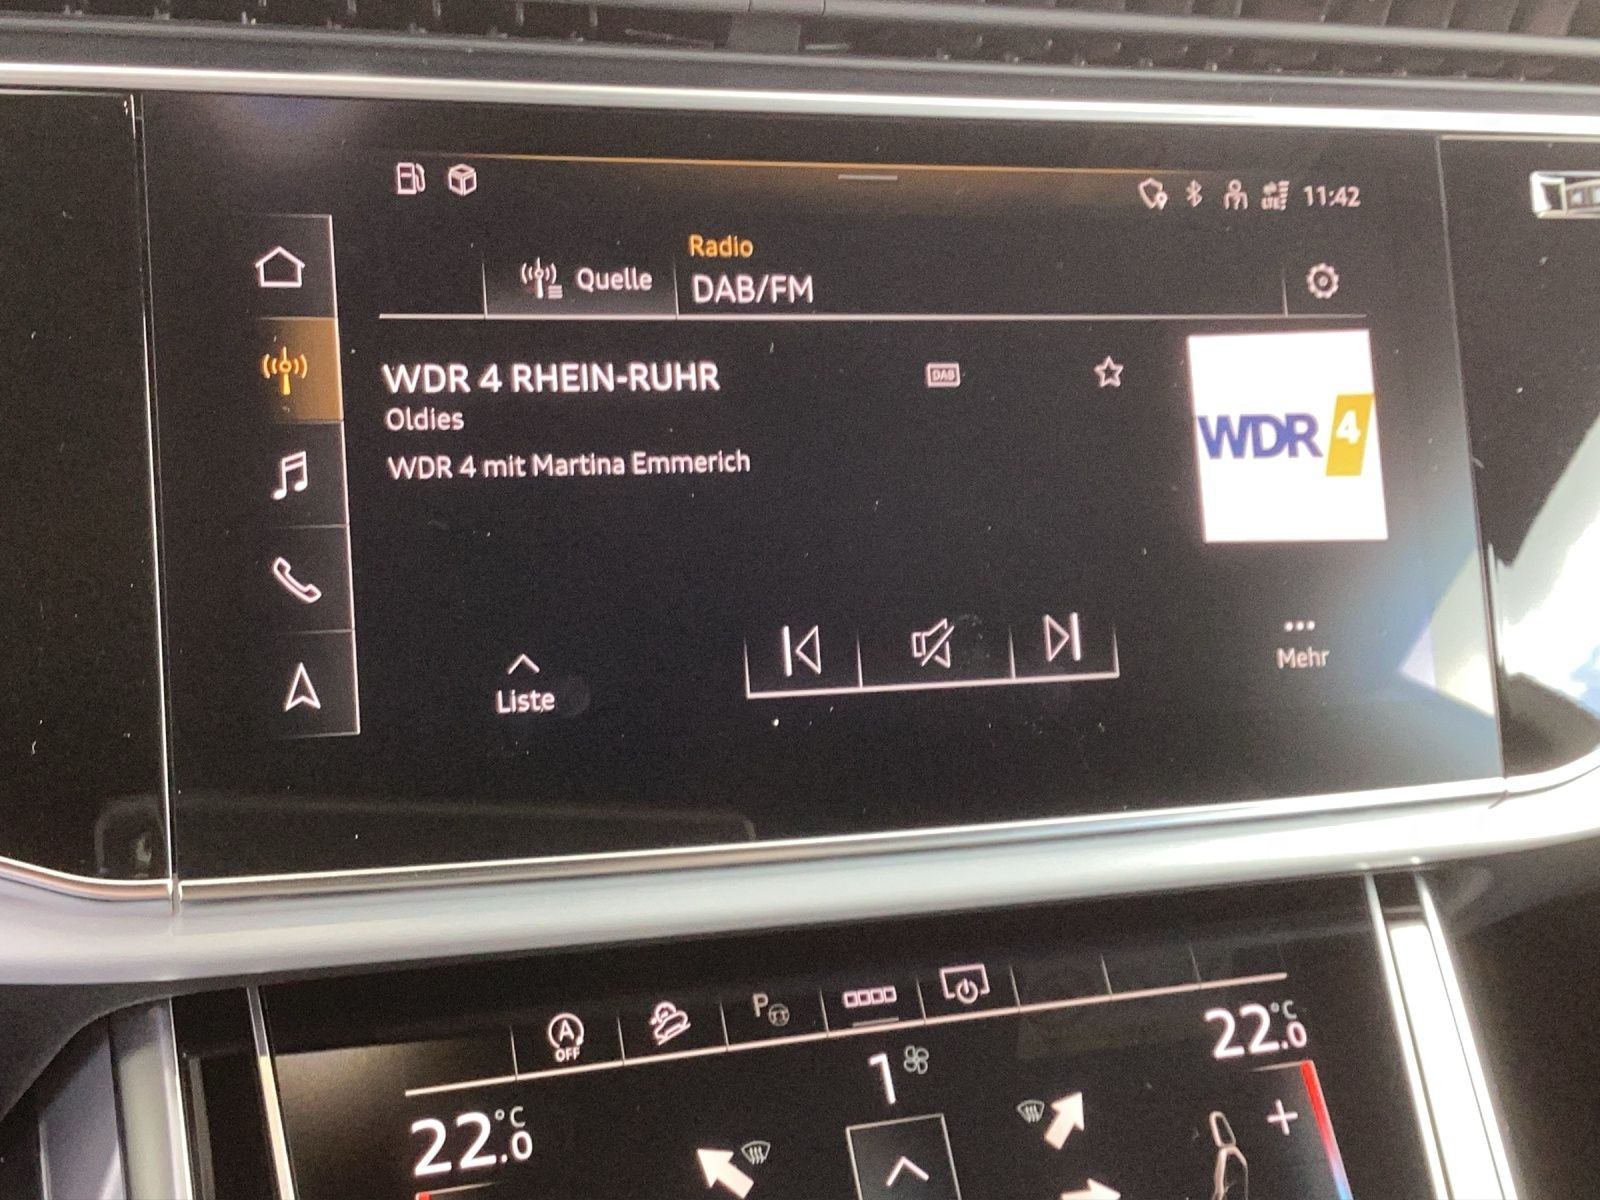 11:42
Radio
Quelle
DAB/FM
WDR 4 RHEIN-RUHR
DAB
Oldies
WDR 4 mit Martina Emmerich
WDR 4
Liste
Mehr
A
OFF
P
22.0 °C
1
22.0 °C